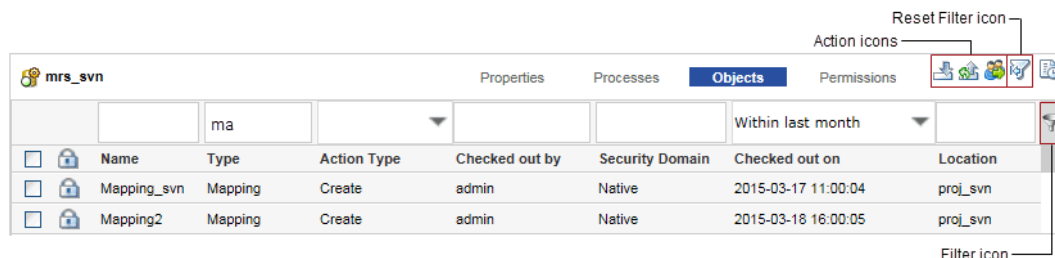 Reset Filter icon
Action icons
mrs_svn Properties Processes Objects Permissions
ma Within last month
Name Type Action Type Checked out by Security Domain Checked out on Location
Mapping_svn Mapping Create admin Native 2015-03-17 11:00:04 proj_svn
Mapping2 Mapping Create admin Native 2015-03-18 16:00:05 proj_svn
Filter icon